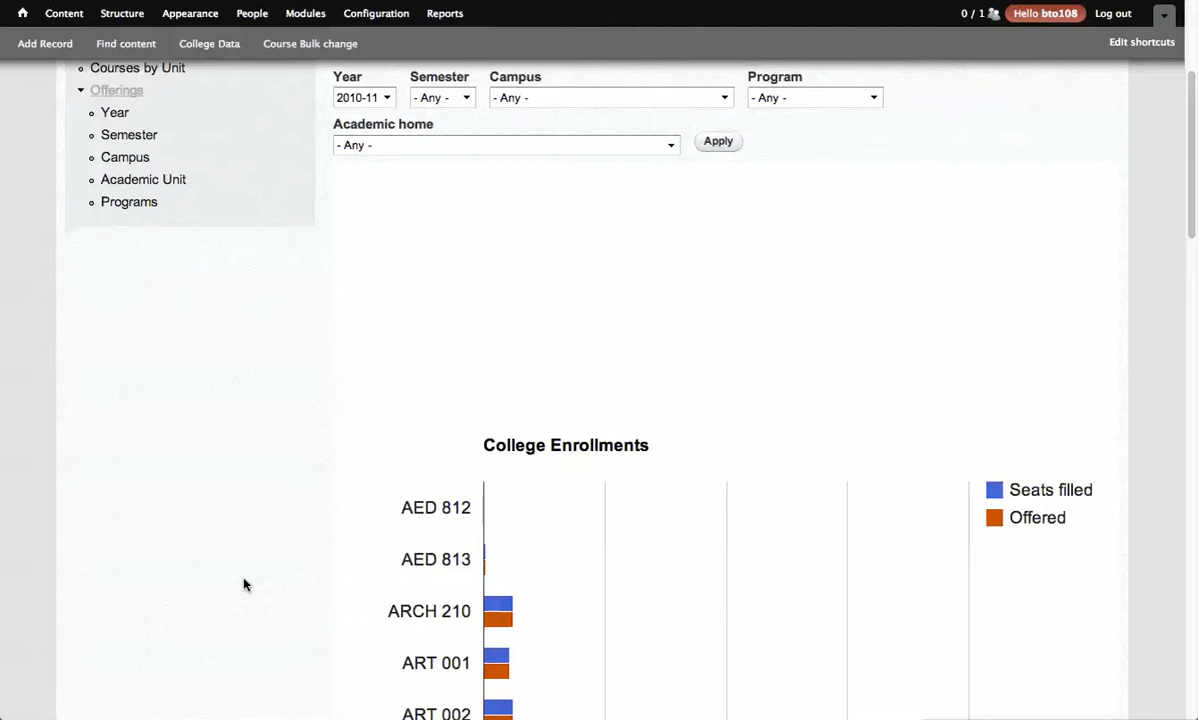 Content Structure Appearance People Modules Configuration Reports 0 / 1 Hello bto108 Log out
Add Record Find content College Data Course Bulk change Edit shortcuts
Courses by Unit
Offerings
Year
Semester
Campus
Academic Unit
Programs
Year Semester Campus Program
2010-11 - Any - - Any - - Any -
Academic home
- Any - Apply
College Enrollments
Seats filled
Offered
AED 812
AED 813
ARCH 210
ART 001
ART 002